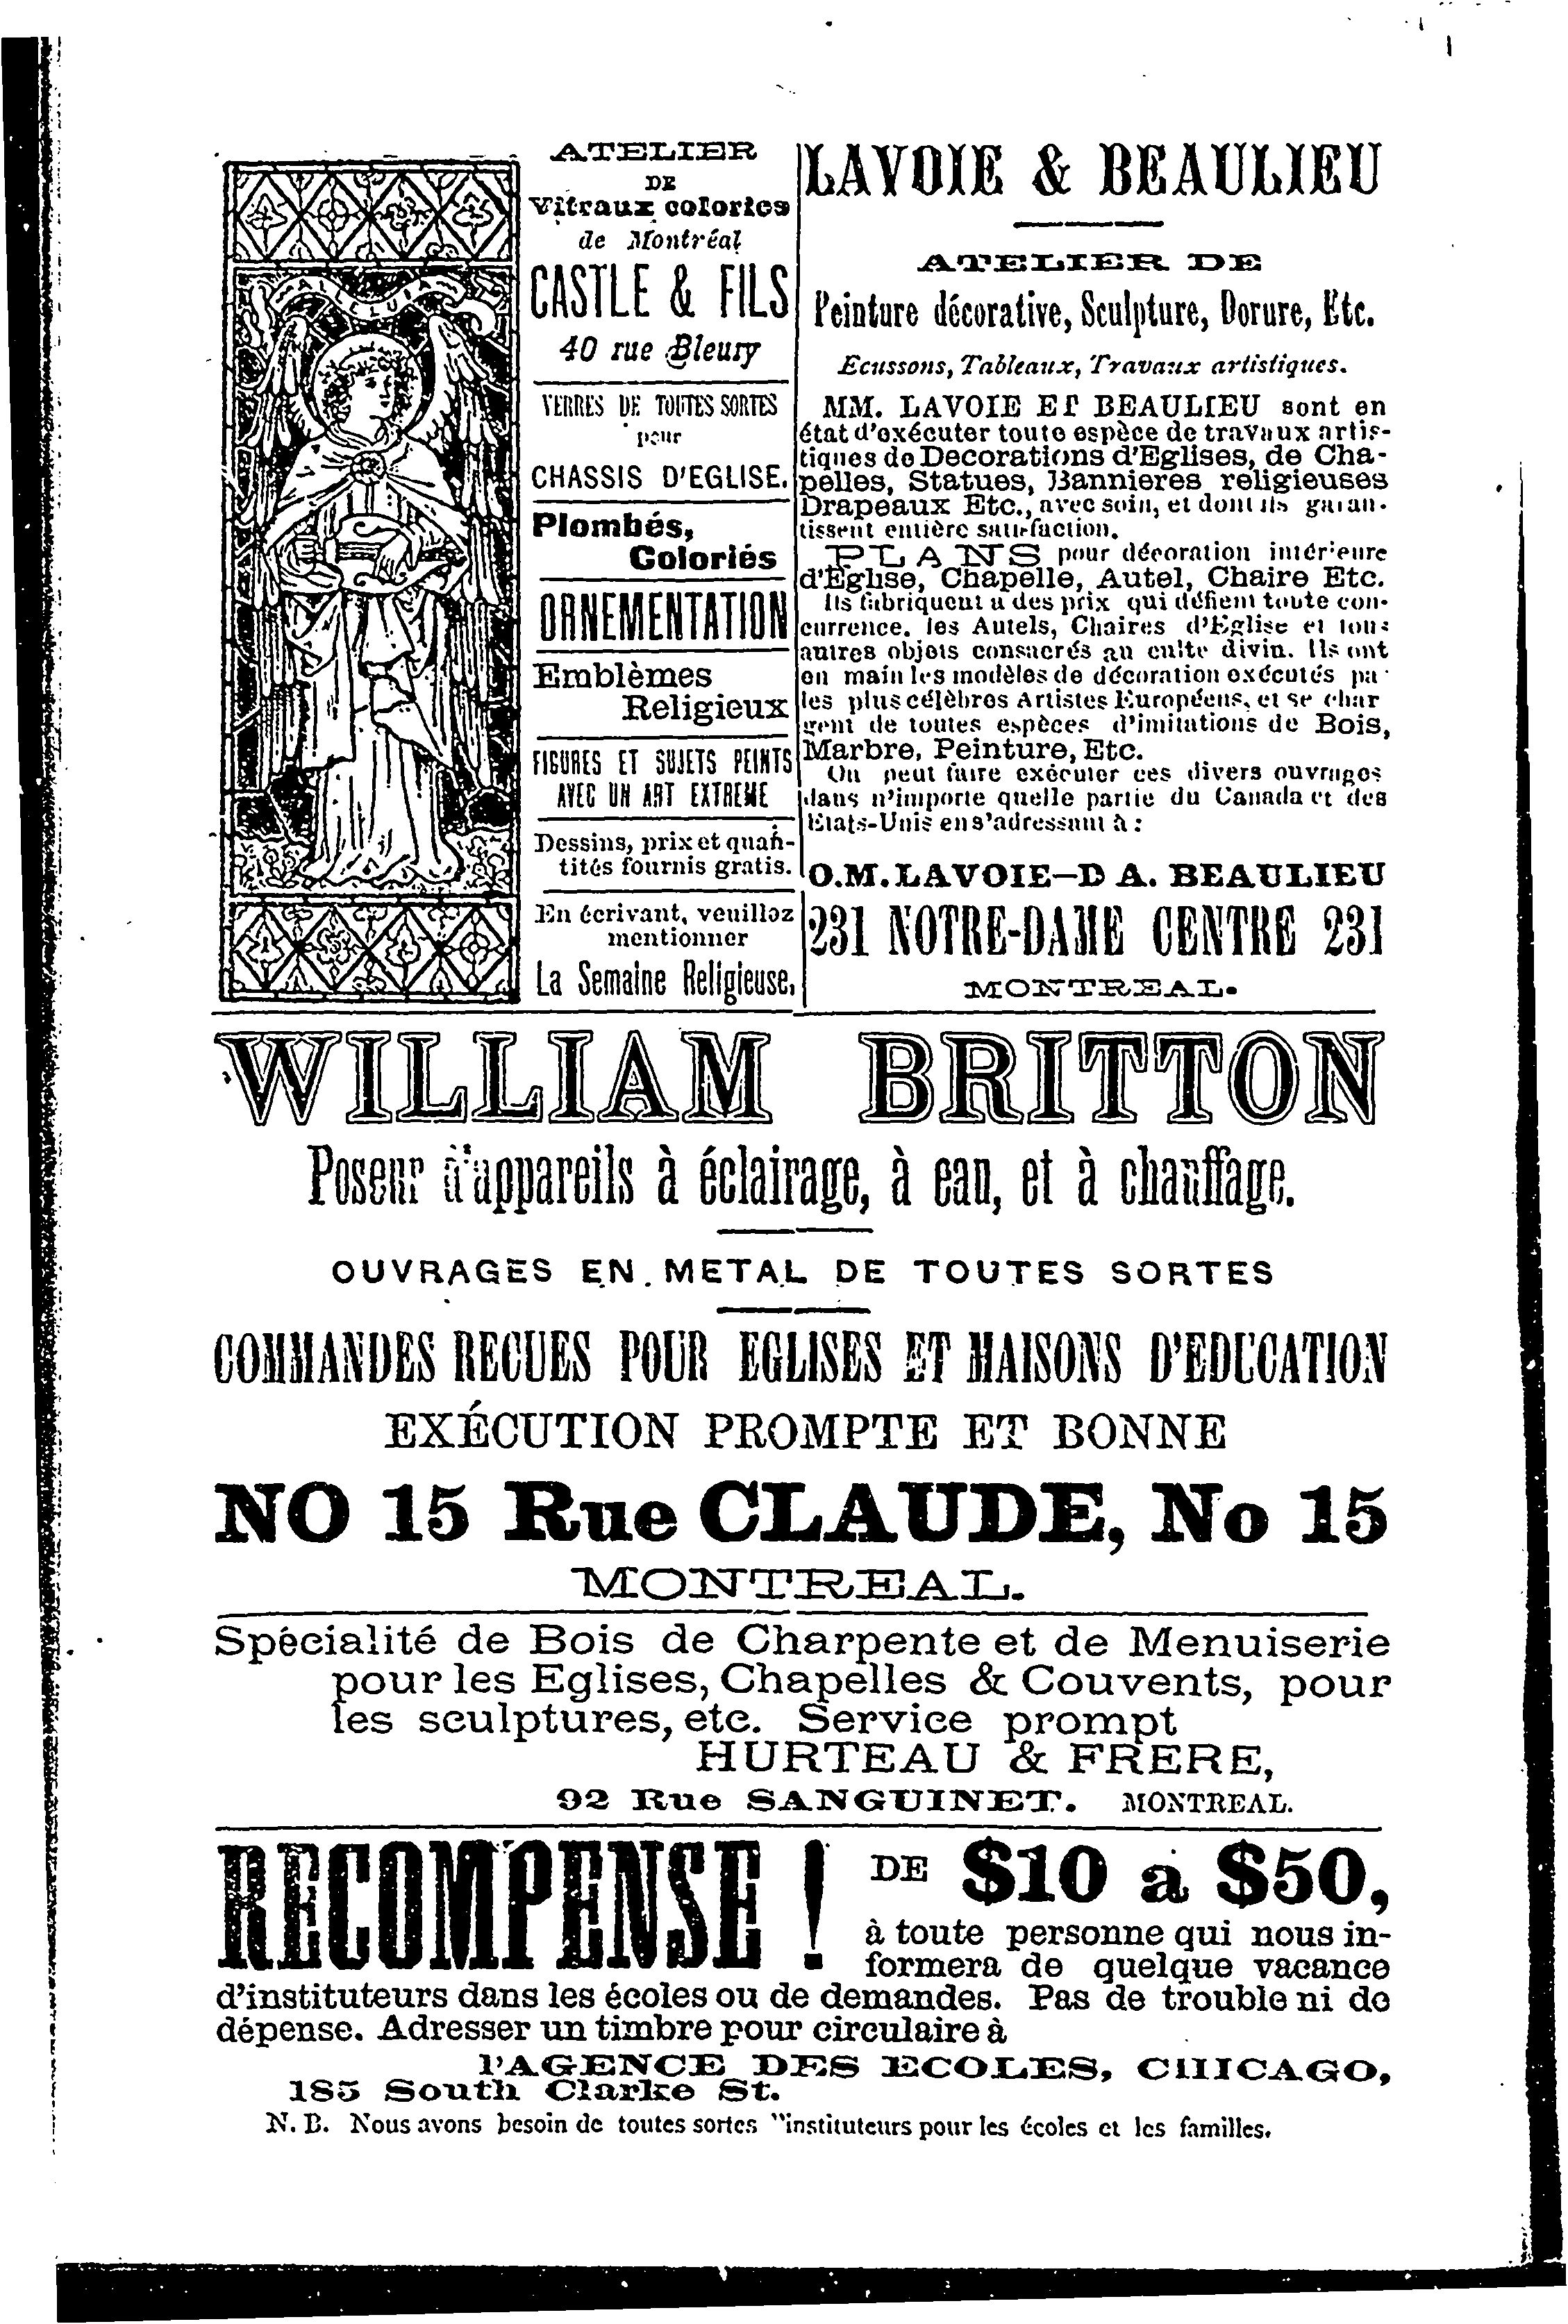 ALLELUIA
ATELIER
DE
Vitraux colories
de Montréal
CASTLE & FILS
40 rue Bleury
VERRES DE TOUTES SORTES
pour
CHASSIS D'EGLISE.
Plombés,
Coloriés
ORNEMENTATION
Emblèmes
Religieux
FIGURES ET SUJETS PEINTS
AVEC UN ART EXTREME
Dessins, prix et quan-
tités fournis gratis.
En écrivant, veuillez
mentionner
La Semaine Religieuse,
LAVOIE & BEAULIEU
ATELIER DE
Peinture décorative, Sculpture, Dorure, Etc.
Ecussons, Tableaux, Travaux artistiques.
MM. LAVOIE ET BEAULIEU sont en
état d'exécuter toute espèce de travaux artis-
tiques de Decorations d'Eglises, de Cha-
pelles, Statues, Bannieres religieuses
Drapeaux Etc., avec soin, et dont ils garan-
tissent entière satisfaction.
PLANS pour décoration intérieure
d'Eglise, Chapelle, Autel, Chaire Etc.
Ils fabriquent a des prix qui défient toute con-
currence. les Autels, Chaires d'Eglise et tous
autres objets consacrés au culte divin. Ils ont
en main les modèles de décoration exécutés pa
les plus célèbres Artistes Européens, et se char
gent de toutes espèces d'imitations de Bois,
Marbre, Peinture, Etc.
On peut faire exécuter ces divers ouvrages
dans n'importe quelle partie du Canada et des
Etats-Unis en s'adressant à :
O.M. LAVOIE—D A. BEAULIEU
231 NOTRE-DAME CENTRE 231
MONTREAL.
WILLIAM BRITTON
Poseur d'appareils à éclairage, à eau, et à chauffage.
OUVRAGES EN METAL DE TOUTES SORTES
COMMANDES RECUES POUR EGLISES ET MAISONS D'EDUCATION
EXÉCUTION PROMPTE ET BONNE
NO 15 Rue CLAUDE, No 15
MONTREAL.
Spécialité de Bois de Charpente et de Menuiserie
pour les Eglises, Chapelles & Couvents, pour
les sculptures, etc. Service prompt
HURTEAU & FRERE,
92 Rue SANGUINET. MONTREAL.
RECOMPENSE ! DE $10 a $50,
à toute personne qui nous in-
formera de quelque vacance
d'instituteurs dans les écoles ou de demandes. Pas de trouble ni de
dépense. Adresser un timbre pour circulaire à
l'AGENCE DES ECOLES, CHICAGO,
185 South Clarke St.
N. B. Nous avons besoin de toutes sortes "instituteurs pour les écoles et les familles.